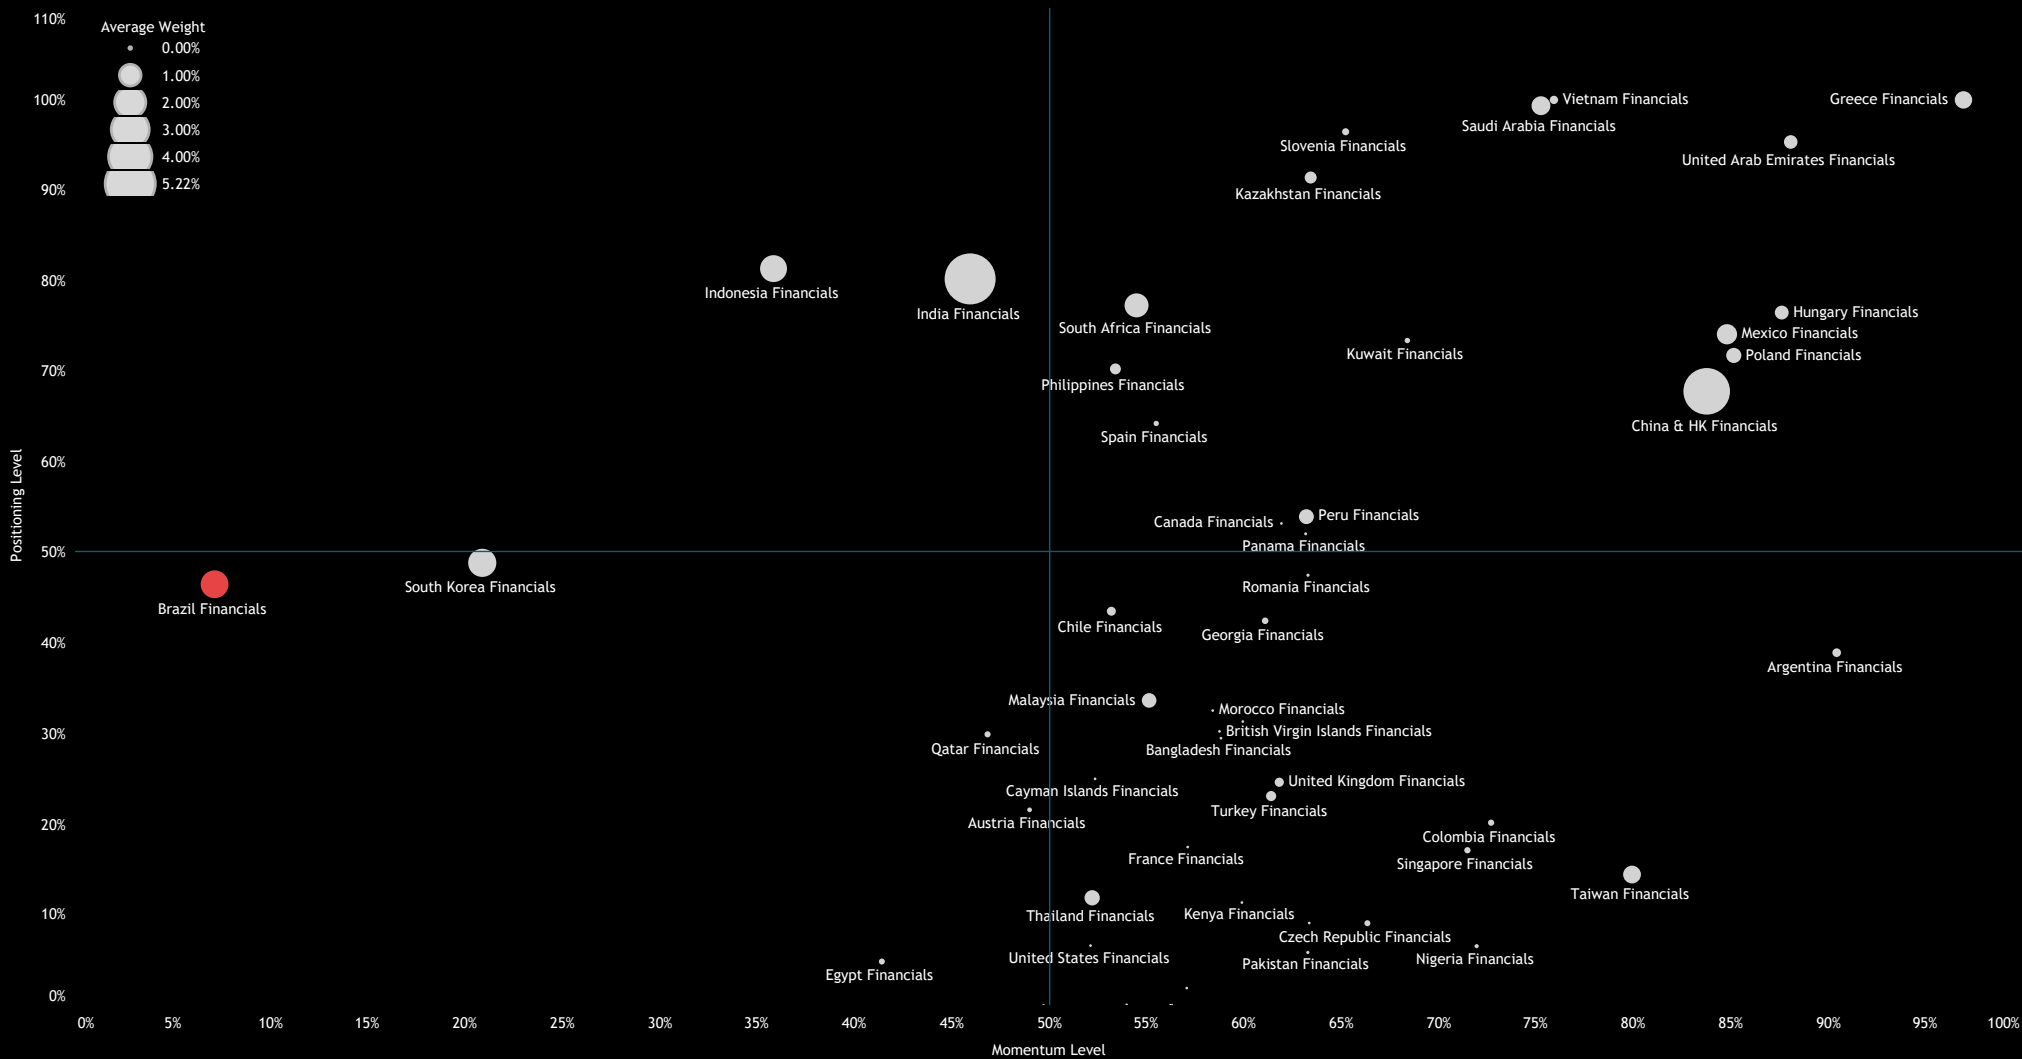 110%
Average Weight
0.00%
1.00%
2.00%
3.00%
4.00%
5.22%
100%
Vietnam Financials
Greece Financials
Saudi Arabia Financials
Slovenia Financials
United Arab Emirates Financials
90%
Kazakhstan Financials
80%
Indonesia Financials
India Financials
Hungary Financials
South Africa Financials
Mexico Financials
Kuwait Financials
Poland Financials
70%
Philippines Financials
China & HK Financials
Spain Financials
60%
Positioning Level
Peru Financials
Canada Financials
Panama Financials
50%
South Korea Financials
Romania Financials
Brazil Financials
Chile Financials
Georgia Financials
40%
Argentina Financials
Malaysia Financials
Morocco Financials
British Virgin Islands Financials
30%
Qatar Financials
Bangladesh Financials
United Kingdom Financials
Cayman Islands Financials
Turkey Financials
20%
Austria Financials
Colombia Financials
France Financials
Singapore Financials
Taiwan Financials
10%
Thailand Financials
Kenya Financials
Czech Republic Financials
United States Financials
Nigeria Financials
Pakistan Financials
Egypt Financials
0%
0%
5%
10%
15%
20%
25%
30%
35%
40%
45%
50%
55%
60%
65%
70%
75%
80%
85%
90%
95%
100%
Momentum Level